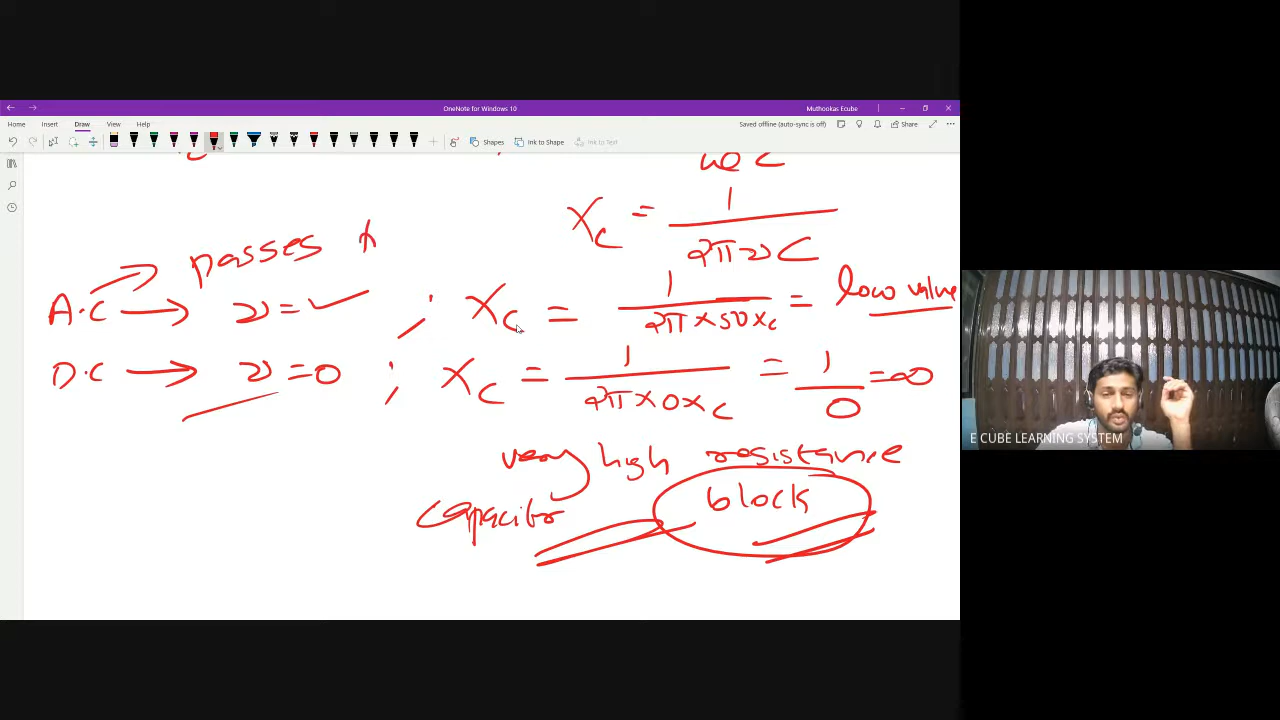 OneNote for Windows 10
Muthookas Ecube
Home Insert Draw View Help
Saved offline (auto-sync is off) Share
Shapes Ink to Shape Ink to Text
XC = 1 / 2πνC
passes
A.C → ν = ✓ ; XC = 1 / 2π×50×C = low value
D.C → ν = 0 ; XC = 1 / 2π×0×C = 1 / 0 = ∞
very high resistance
capacitor block
E CUBE LEARNING SYSTEM